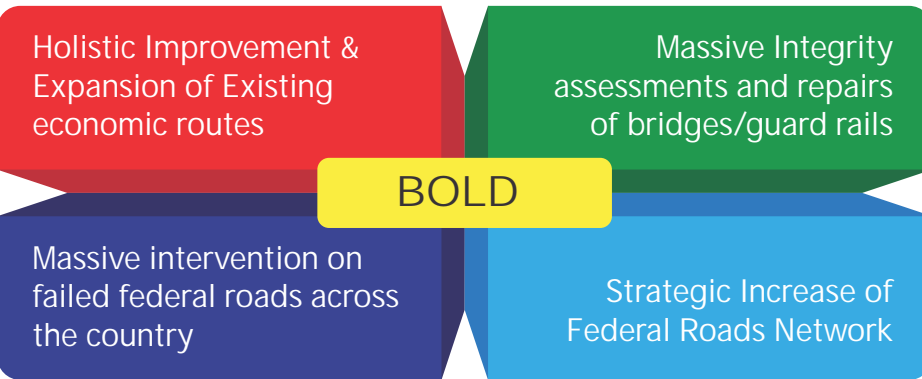 Holistic Improvement &
Expansion of Existing
economic routes
Massive Integrity
assessments and repairs
of bridges/guard rails
BOLD
Massive intervention on
failed federal roads across
the country
Strategic Increase of
Federal Roads Network